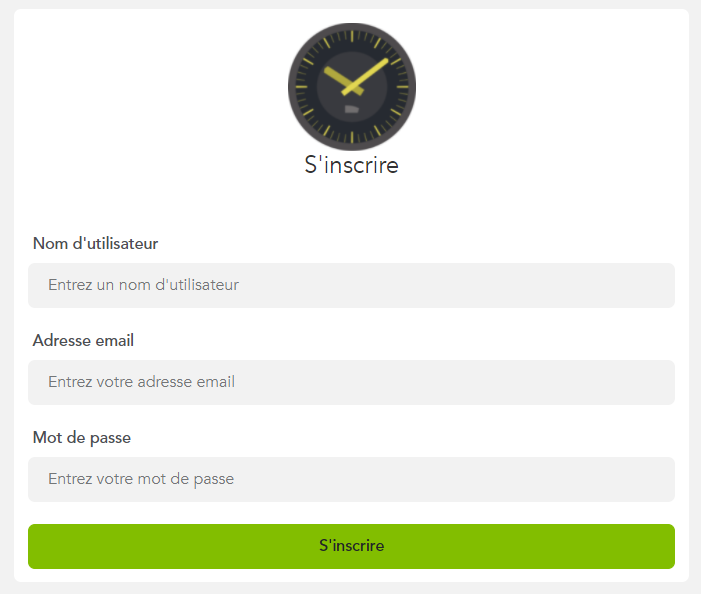 S'inscrire
Nom d'utilisateur
Entrez un nom d'utilisateur
Adresse email
Entrez votre adresse email
Mot de passe
Entrez votre mot de passe
S'inscrire